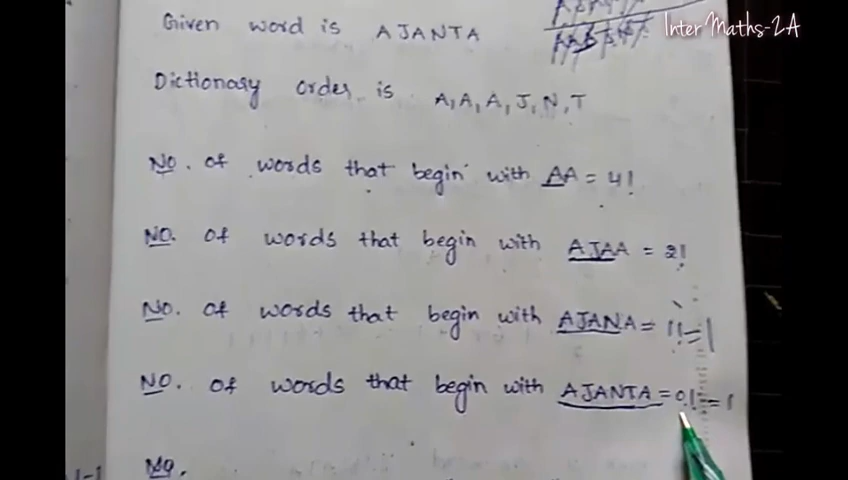 Given word is AJANTA
Inter Maths-2A
Dictionary order is A, A, A, J, N, T
No. of words that begin with AA = 4!
No. of words that begin with AJAA = 2!
No. of words that begin with AJANA = 1! = 1
No. of words that begin with AJANTA = 0! = 1
No.